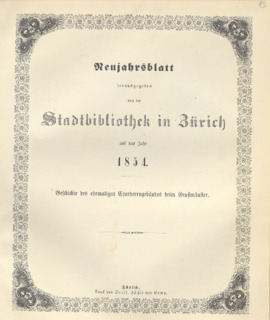 Neujahrsblatt
herausgegeben
von der
Stadtbibliothek in Zürich
auf das Jahr
1854.
Geschichte des ehemaligen Chorherrengebäudes beim Großmünster.
Zürich,
Druck von Orell, Füßli und Comp.